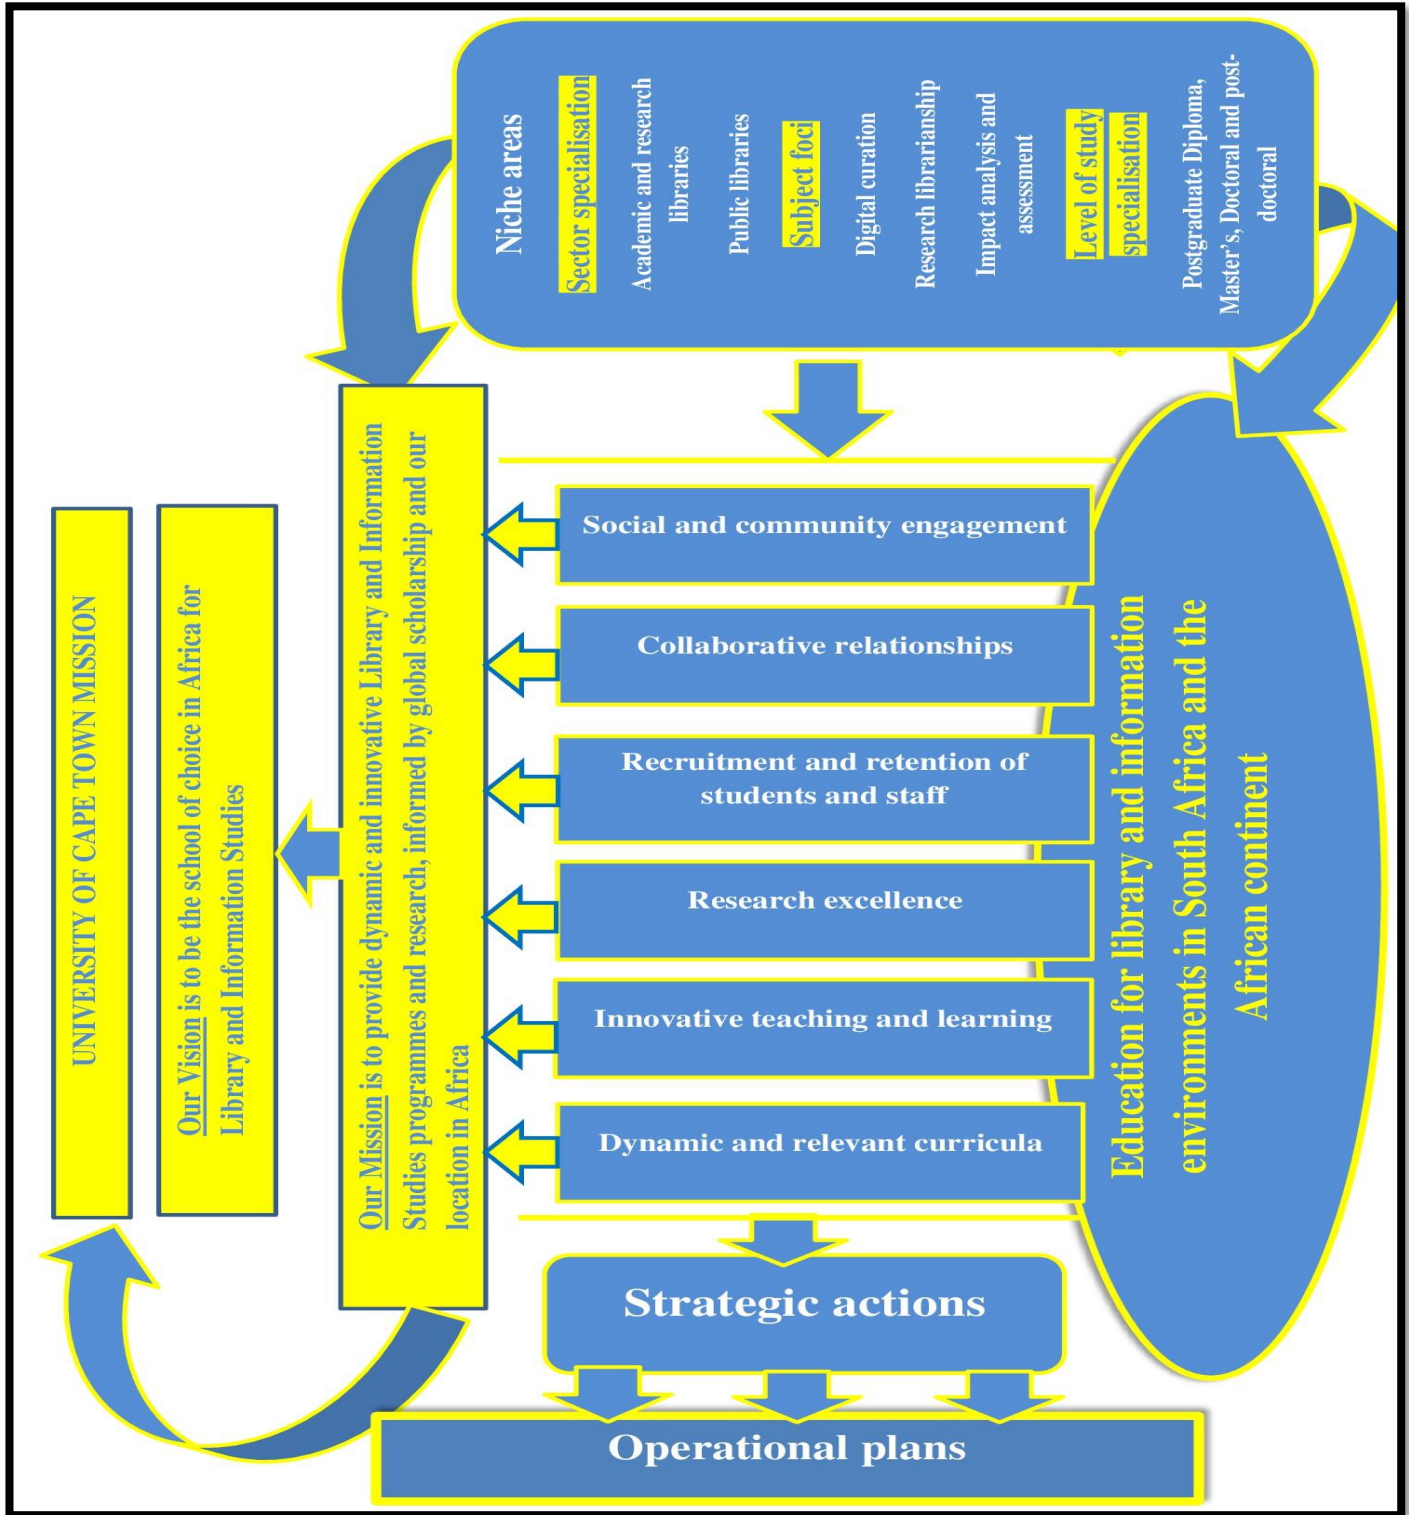 UNIVERSITY OF CAPE TOWN MISSION
Our Vision is to be the school of choice in Africa for
Library and Information Studies
Our Mission is to provide dynamic and innovative Library and Information
Studies programmes and research, informed by global scholarship and our
location in Africa
Niche areas
Sector specialisation
Academic and research
libraries
Public libraries
Subject foci
Digital curation
Research librarianship
Impact analysis and
assessment
Level of study
specialisation
Postgraduate Diploma,
Master's, Doctoral and post-
doctoral
Social and community engagement
Collaborative relationships
Recruitment and retention of
students and staff
Research excellence
Innovative teaching and learning
Dynamic and relevant curricula
Education for library and information
environments in South Africa and the
African continent
Strategic actions
Operational plans